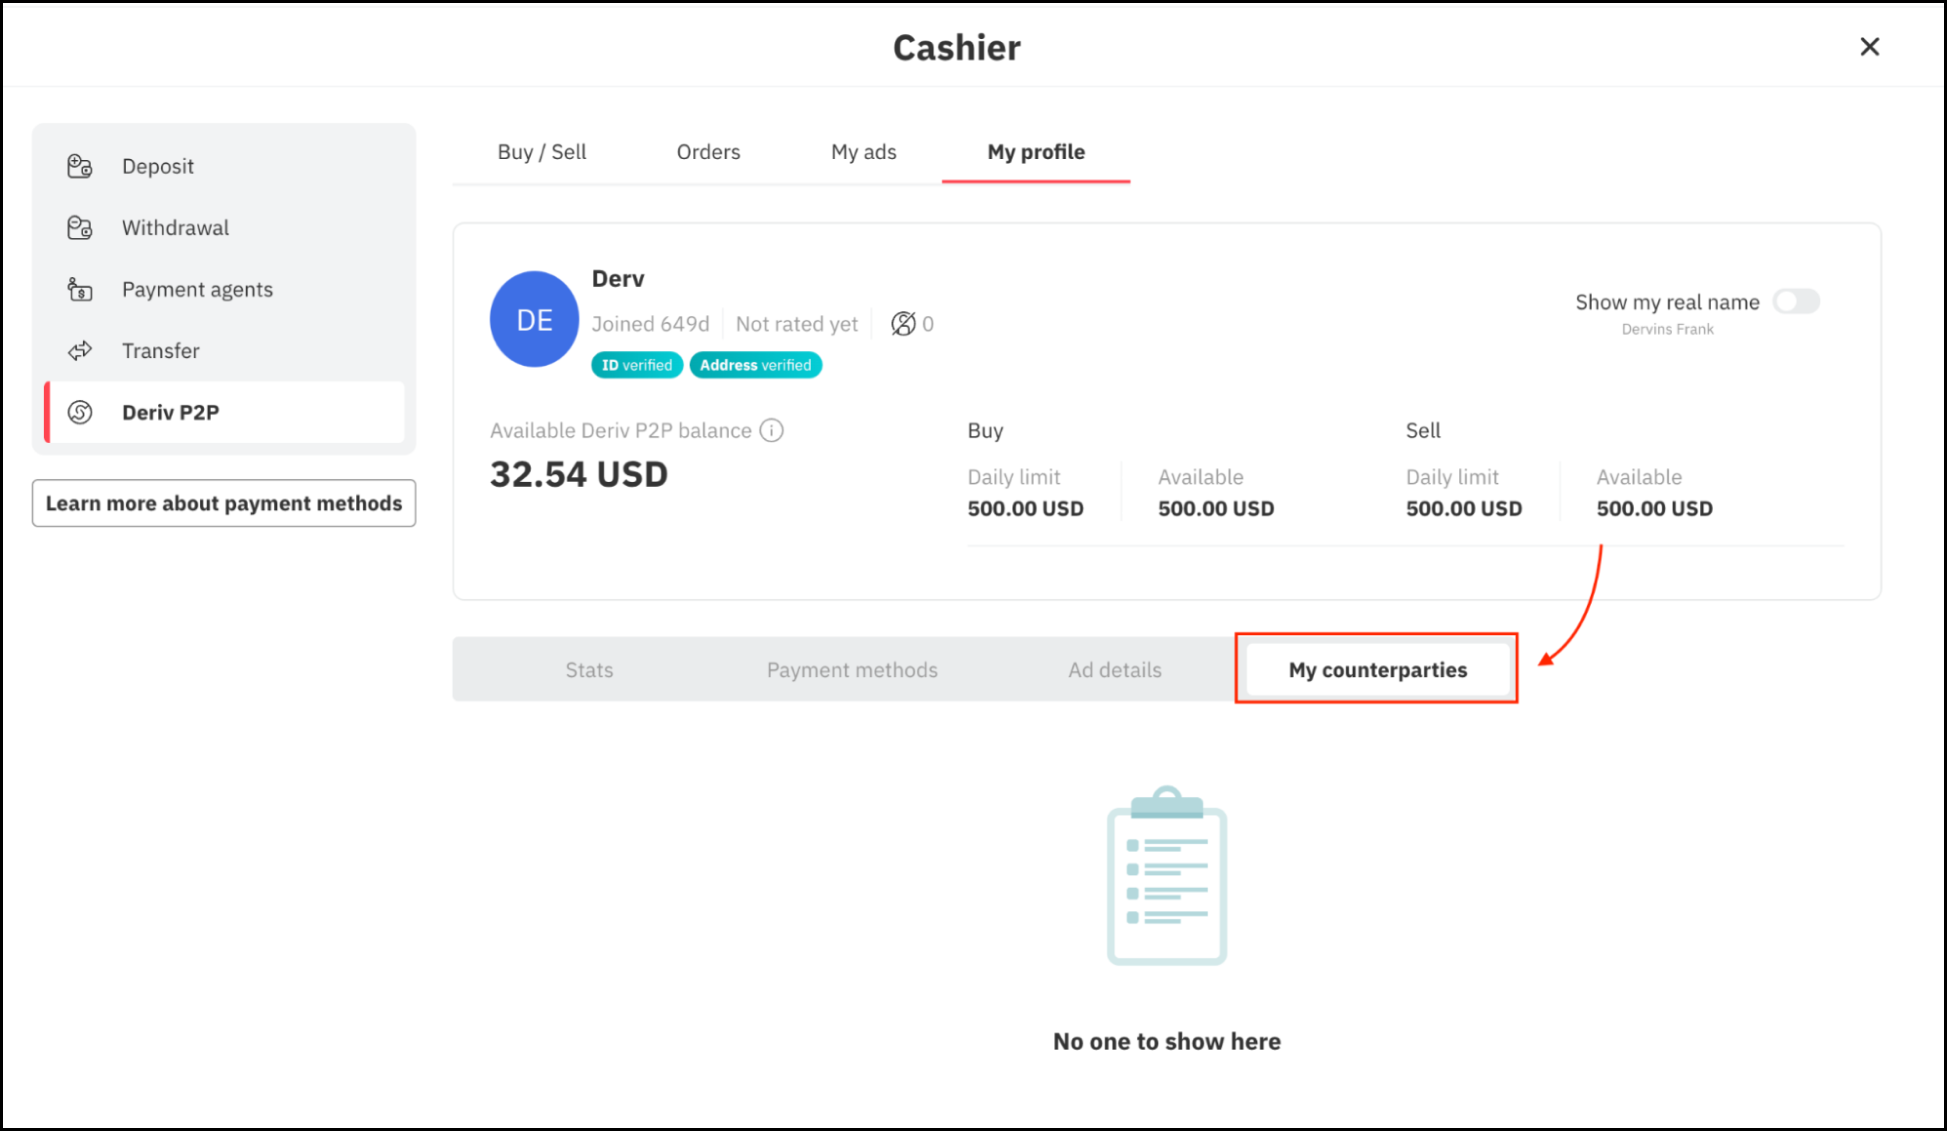 Cashier
Deposit
Withdrawal
Payment agents
Transfer
Deriv P2P
Learn more about payment methods
Buy / Sell
Orders
My ads
My profile
DE
Derv
Joined 649d
Not rated yet
0
ID verified
Address verified
Show my real name
Dervins Frank
Available Deriv P2P balance
32.54 USD
Buy
Daily limit
500.00 USD
Available
500.00 USD
Sell
Daily limit
500.00 USD
Available
500.00 USD
Stats
Payment methods
Ad details
My counterparties
No one to show here